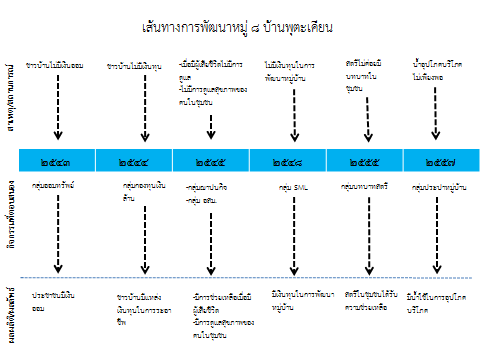 เส้นทางการพัฒนาหมู่ ๘ บ้านพุตะเคียน
สาเหตุ/สถานการณ์
ชาวบ้านไม่มีเงินออม
ชาวบ้านไม่มีเงินทุน
-เมื่อมีผู้เสียชีวิตไม่มีการ
ดูแล
-ไม่มีการดูแลสุขภาพของ
คนในชุมชน
ไม่มีเงินทุนในการ
พัฒนาหมู่บ้าน
สตรีไม่ค่อยมี
บทบาทใน
ชุมชน
น้ำอุปโภคบริโภค
ไม่เพียงพอ
๒๕๔๓
๒๕๔๔
๒๕๔๕
๒๕๔๘
๒๕๕๕
๒๕๕๗
กิจกรรมที่ตอบสนอง
กลุ่มออมทรัพย์
กลุ่มกองทุนเงิน
ล้าน
-กลุ่มฌาปนกิจ
-กลุ่ม อสม.
กลุ่ม SML
กลุ่มบทบาทสตรี
กลุ่มประปาหมู่บ้าน
ผลผลิต/ผลลัพธ์
ประชาชนมีเงิน
ออม
ชาวบ้านมีแหล่ง
เงินทุนในการระอา
ชีพ
-มีการช่วยเหลือเมื่อมี
ผู้เสียชีวิต
-มีการดูแลสุขภาพของ
คนในชุมชน
มีเงินทุนในการพัฒนา
หมู่บ้าน
สตรีในชุมชนได้รับ
ความช่วยเหลือ
มีน้ำใช้ในการอุปโภค
บริโภค